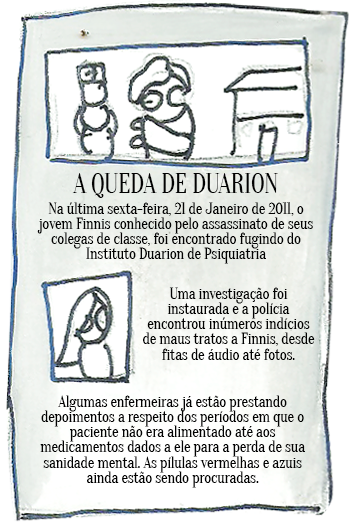 A QUEDA DE DUARION
Na última sexta-feira, 21 de Janeiro de 2011, o
jovem Finnis conhecido pelo assassinato de seus
colegas de classe, foi encontrado fugindo do
Instituto Duarion de Psiquiatria
Uma investigação foi
instaurada e a polícia
encontrou inúmeros indícios
de maus tratos a Finnis, desde
fitas de áudio até fotos.
Algumas enfermeiras já estão prestando
depoimentos a respeito dos períodos em que o
paciente não era alimentado até aos
medicamentos dados a ele para a perda de sua
sanidade mental. As pílulas vermelhas e azuis
ainda estão sendo procuradas.